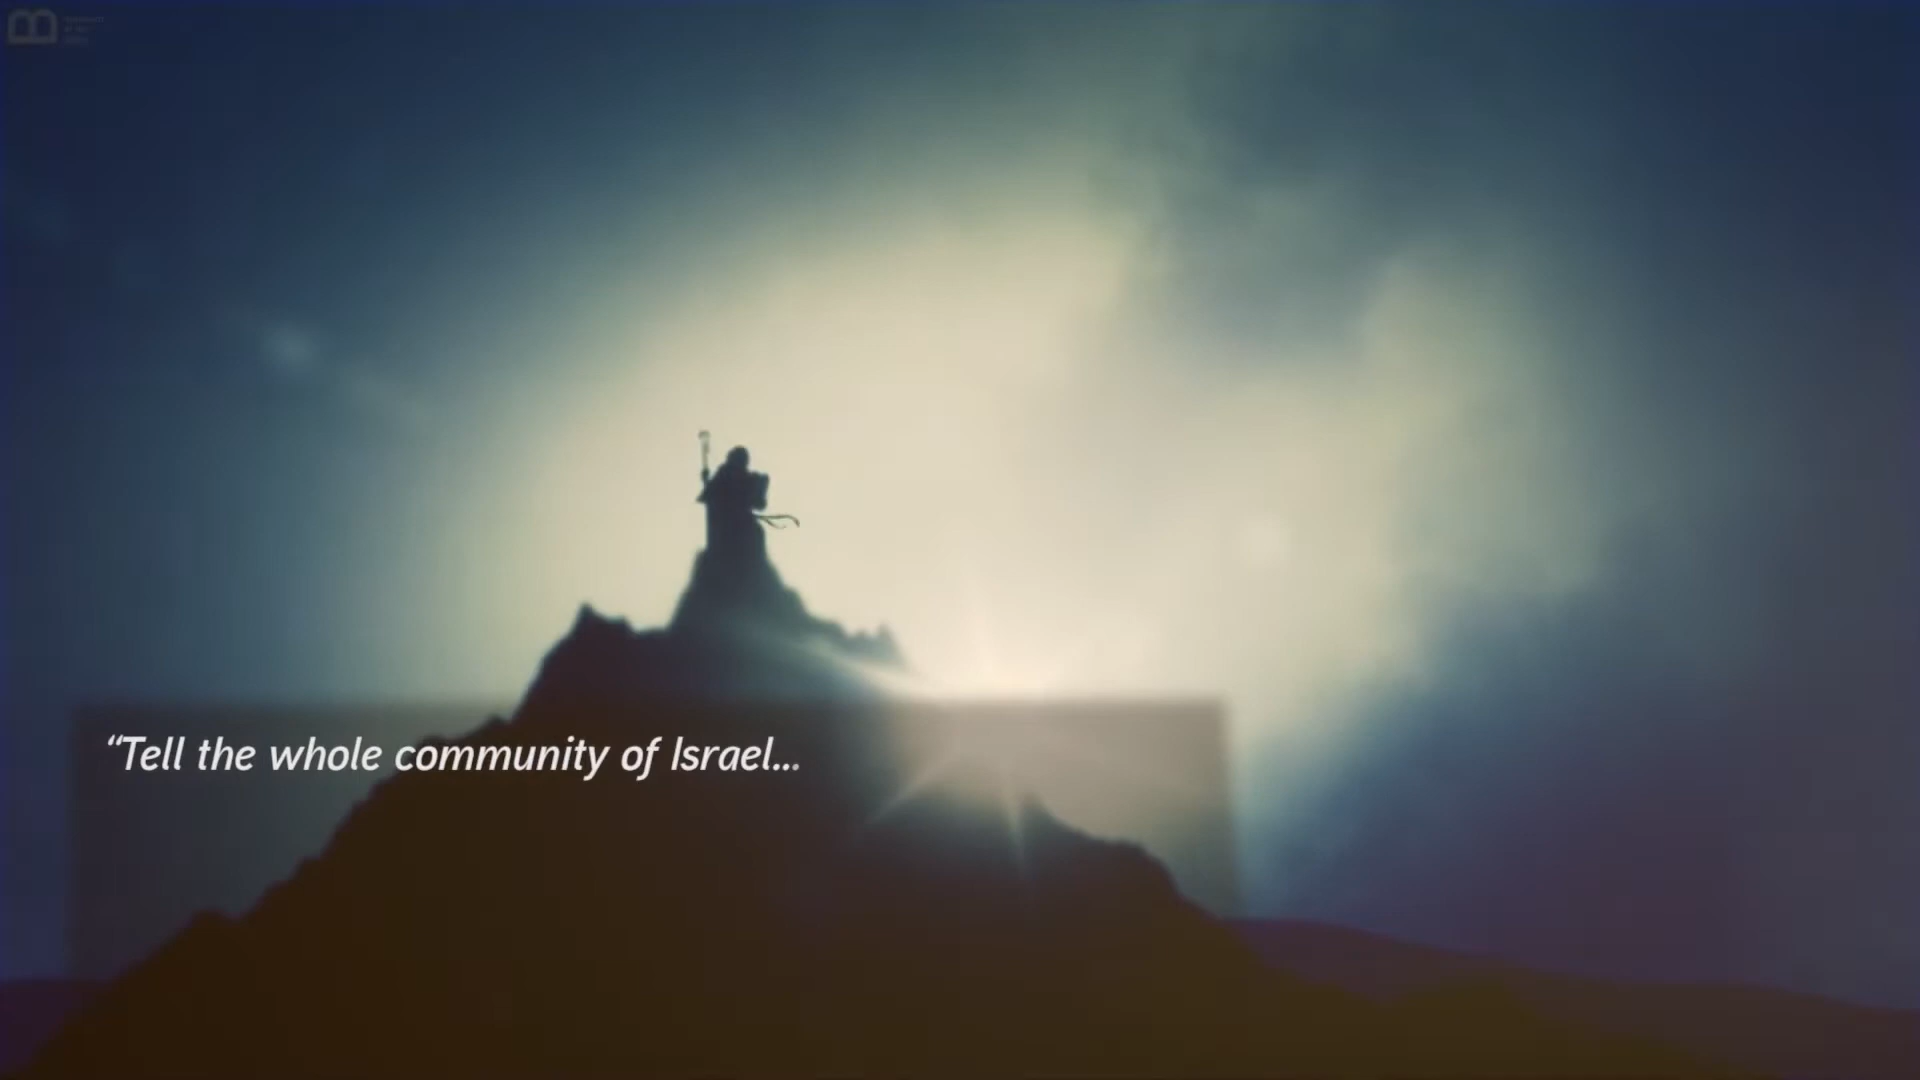 “Tell the whole community of Israel...